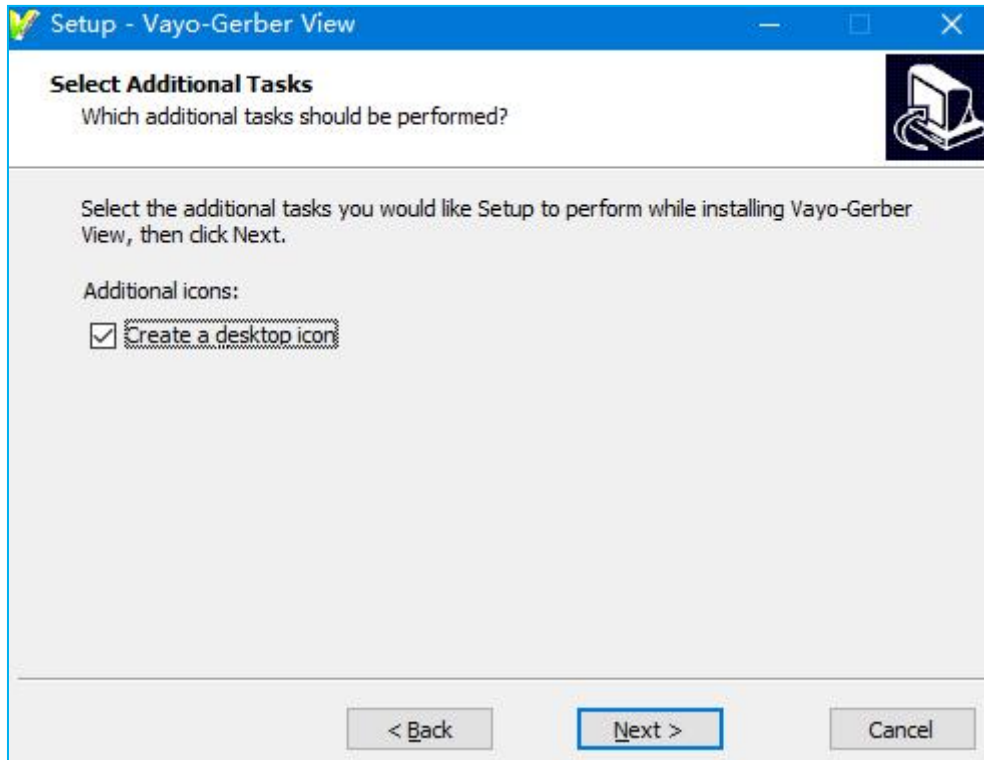 Setup - Vayo-Gerber View
Select Additional Tasks
Which additional tasks should be performed?
Select the additional tasks you would like Setup to perform while installing Vayo-Gerber
View, then click Next.
Additional icons:
Create a desktop icon
< Back
Next >
Cancel